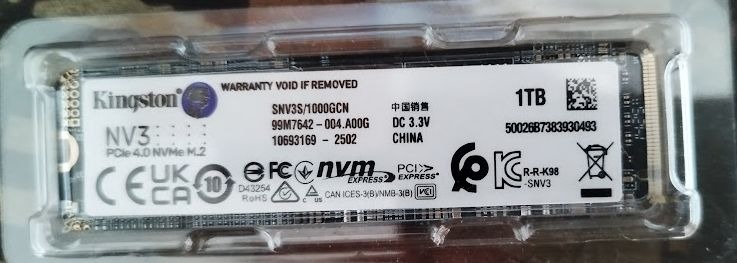 WARRANTY VOID IF REMOVED
Kingston
NV3
PCIe 4.0 NVMe M.2
SNV3S/1000GCN
99M7642-004.A00G
10693169 - 2502
中国销售
DC 3.3V
CHINA
1TB
50026B7383930493
CE
UK
CA
10
D43254
RoHS
FC
nvm
EXPRESS
PCI
EXPRESS
c us
CAN ICES-3(B)/NMB-3(B)
R-R-K98
-SNV3